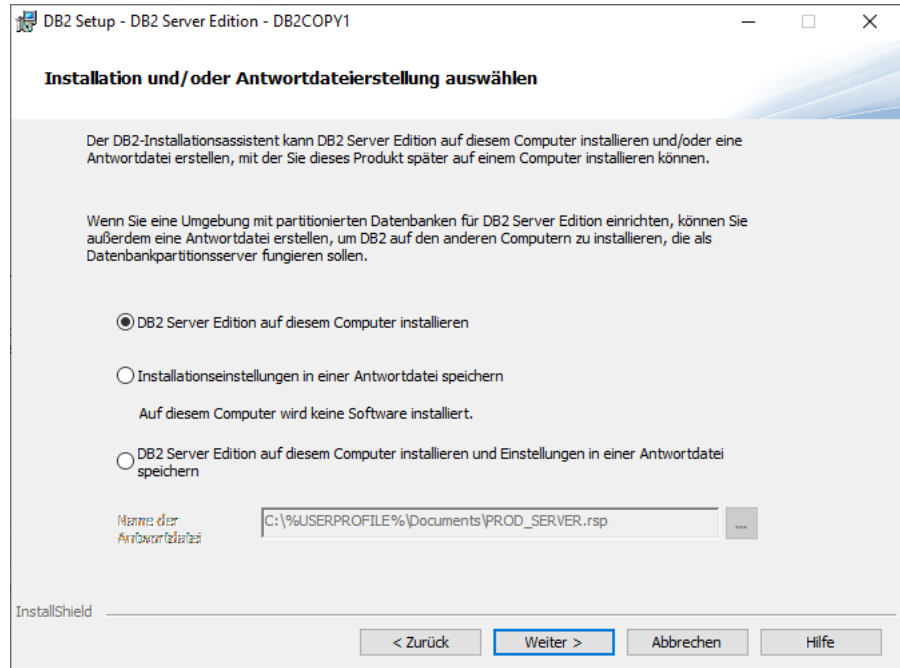 DB2 Setup - DB2 Server Edition - DB2COPY1
Installation und/oder Antwortdateierstellung auswählen
Der DB2-Installationsassistent kann DB2 Server Edition auf diesem Computer installieren und/oder eine
Antwortdatei erstellen, mit der Sie dieses Produkt später auf einem Computer installieren können.
Wenn Sie eine Umgebung mit partitionierten Datenbanken für DB2 Server Edition einrichten, können Sie
außerdem eine Antwortdatei erstellen, um DB2 auf den anderen Computern zu installieren, die als
Datenbankpartitionsserver fungieren sollen.
DB2 Server Edition auf diesem Computer installieren
Installationseinstellungen in einer Antwortdatei speichern
Auf diesem Computer wird keine Software installiert.
DB2 Server Edition auf diesem Computer installieren und Einstellungen in einer Antwortdatei
speichern
Name der
Antwortdatei
C:\%USERPROFILE%\Documents\PROD_SERVER.rsp
...
InstallShield
< Zurück
Weiter >
Abbrechen
Hilfe